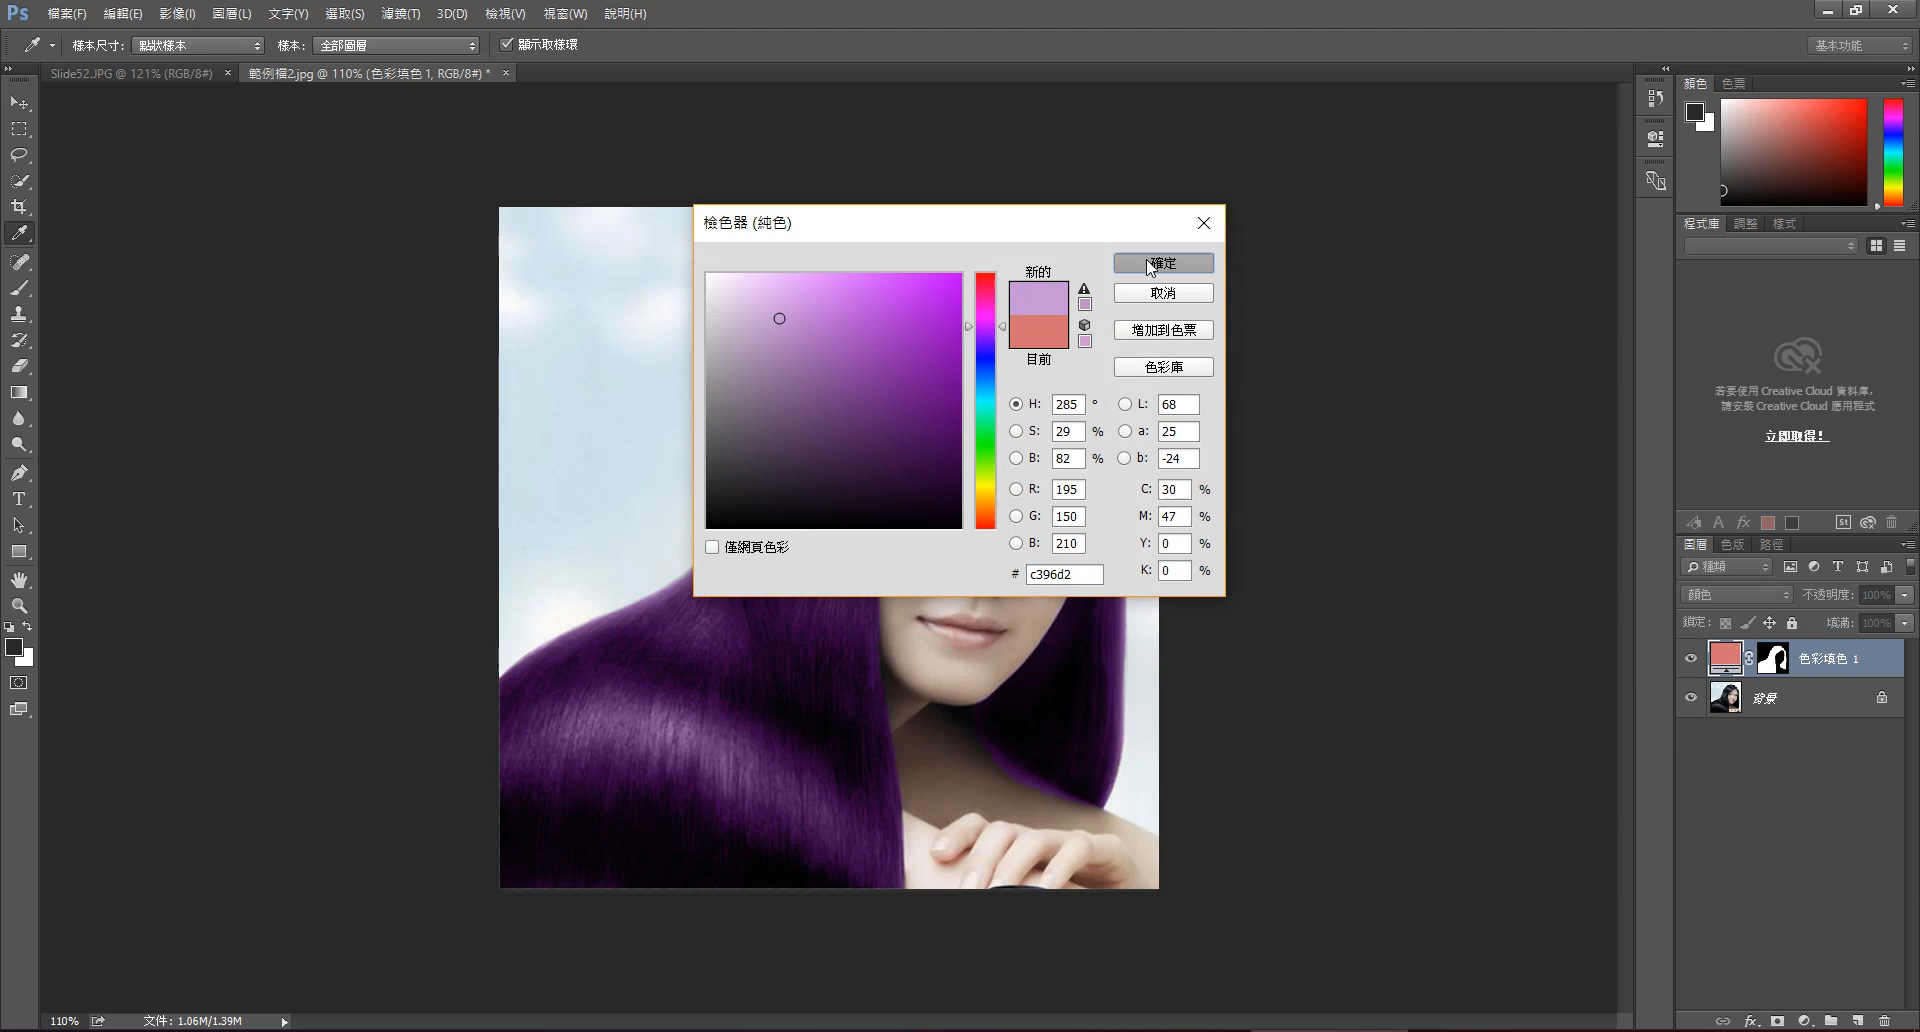 Ps 檔案(F) 編輯(E) 影像(I) 圖層(L) 文字(Y) 選取(S) 濾鏡(T) 3D(D) 檢視(V) 視窗(W) 說明(H)
樣本尺寸: 點狀樣本 樣本: 全部圖層 顯示取樣環 基本功能
Slide52.JPG @ 121% (RGB/8#) × 範例檔2.jpg @ 110% (色彩填色 1, RGB/8#) * ×
顏色 色票
檢色器 (純色)
新的
目前
確定
取消
增加到色票
色彩庫
H: 285 ° L: 68
S: 29 % a: 25
B: 82 % b: -24
R: 195 C: 30 %
G: 150 M: 47 %
B: 210 Y: 0 %
# c396d2 K: 0 %
僅網頁色彩
程式庫 調整 樣式
若要使用 Creative Cloud 資料庫，
請安裝 Creative Cloud 應用程式
立即取得！
A fx St
圖層 色版 路徑
種類 T
顏色 不透明度: 100%
鎖定: 填滿: 100%
色彩填色 1
背景
fx
T
110% 文件: 1.06M/1.39M